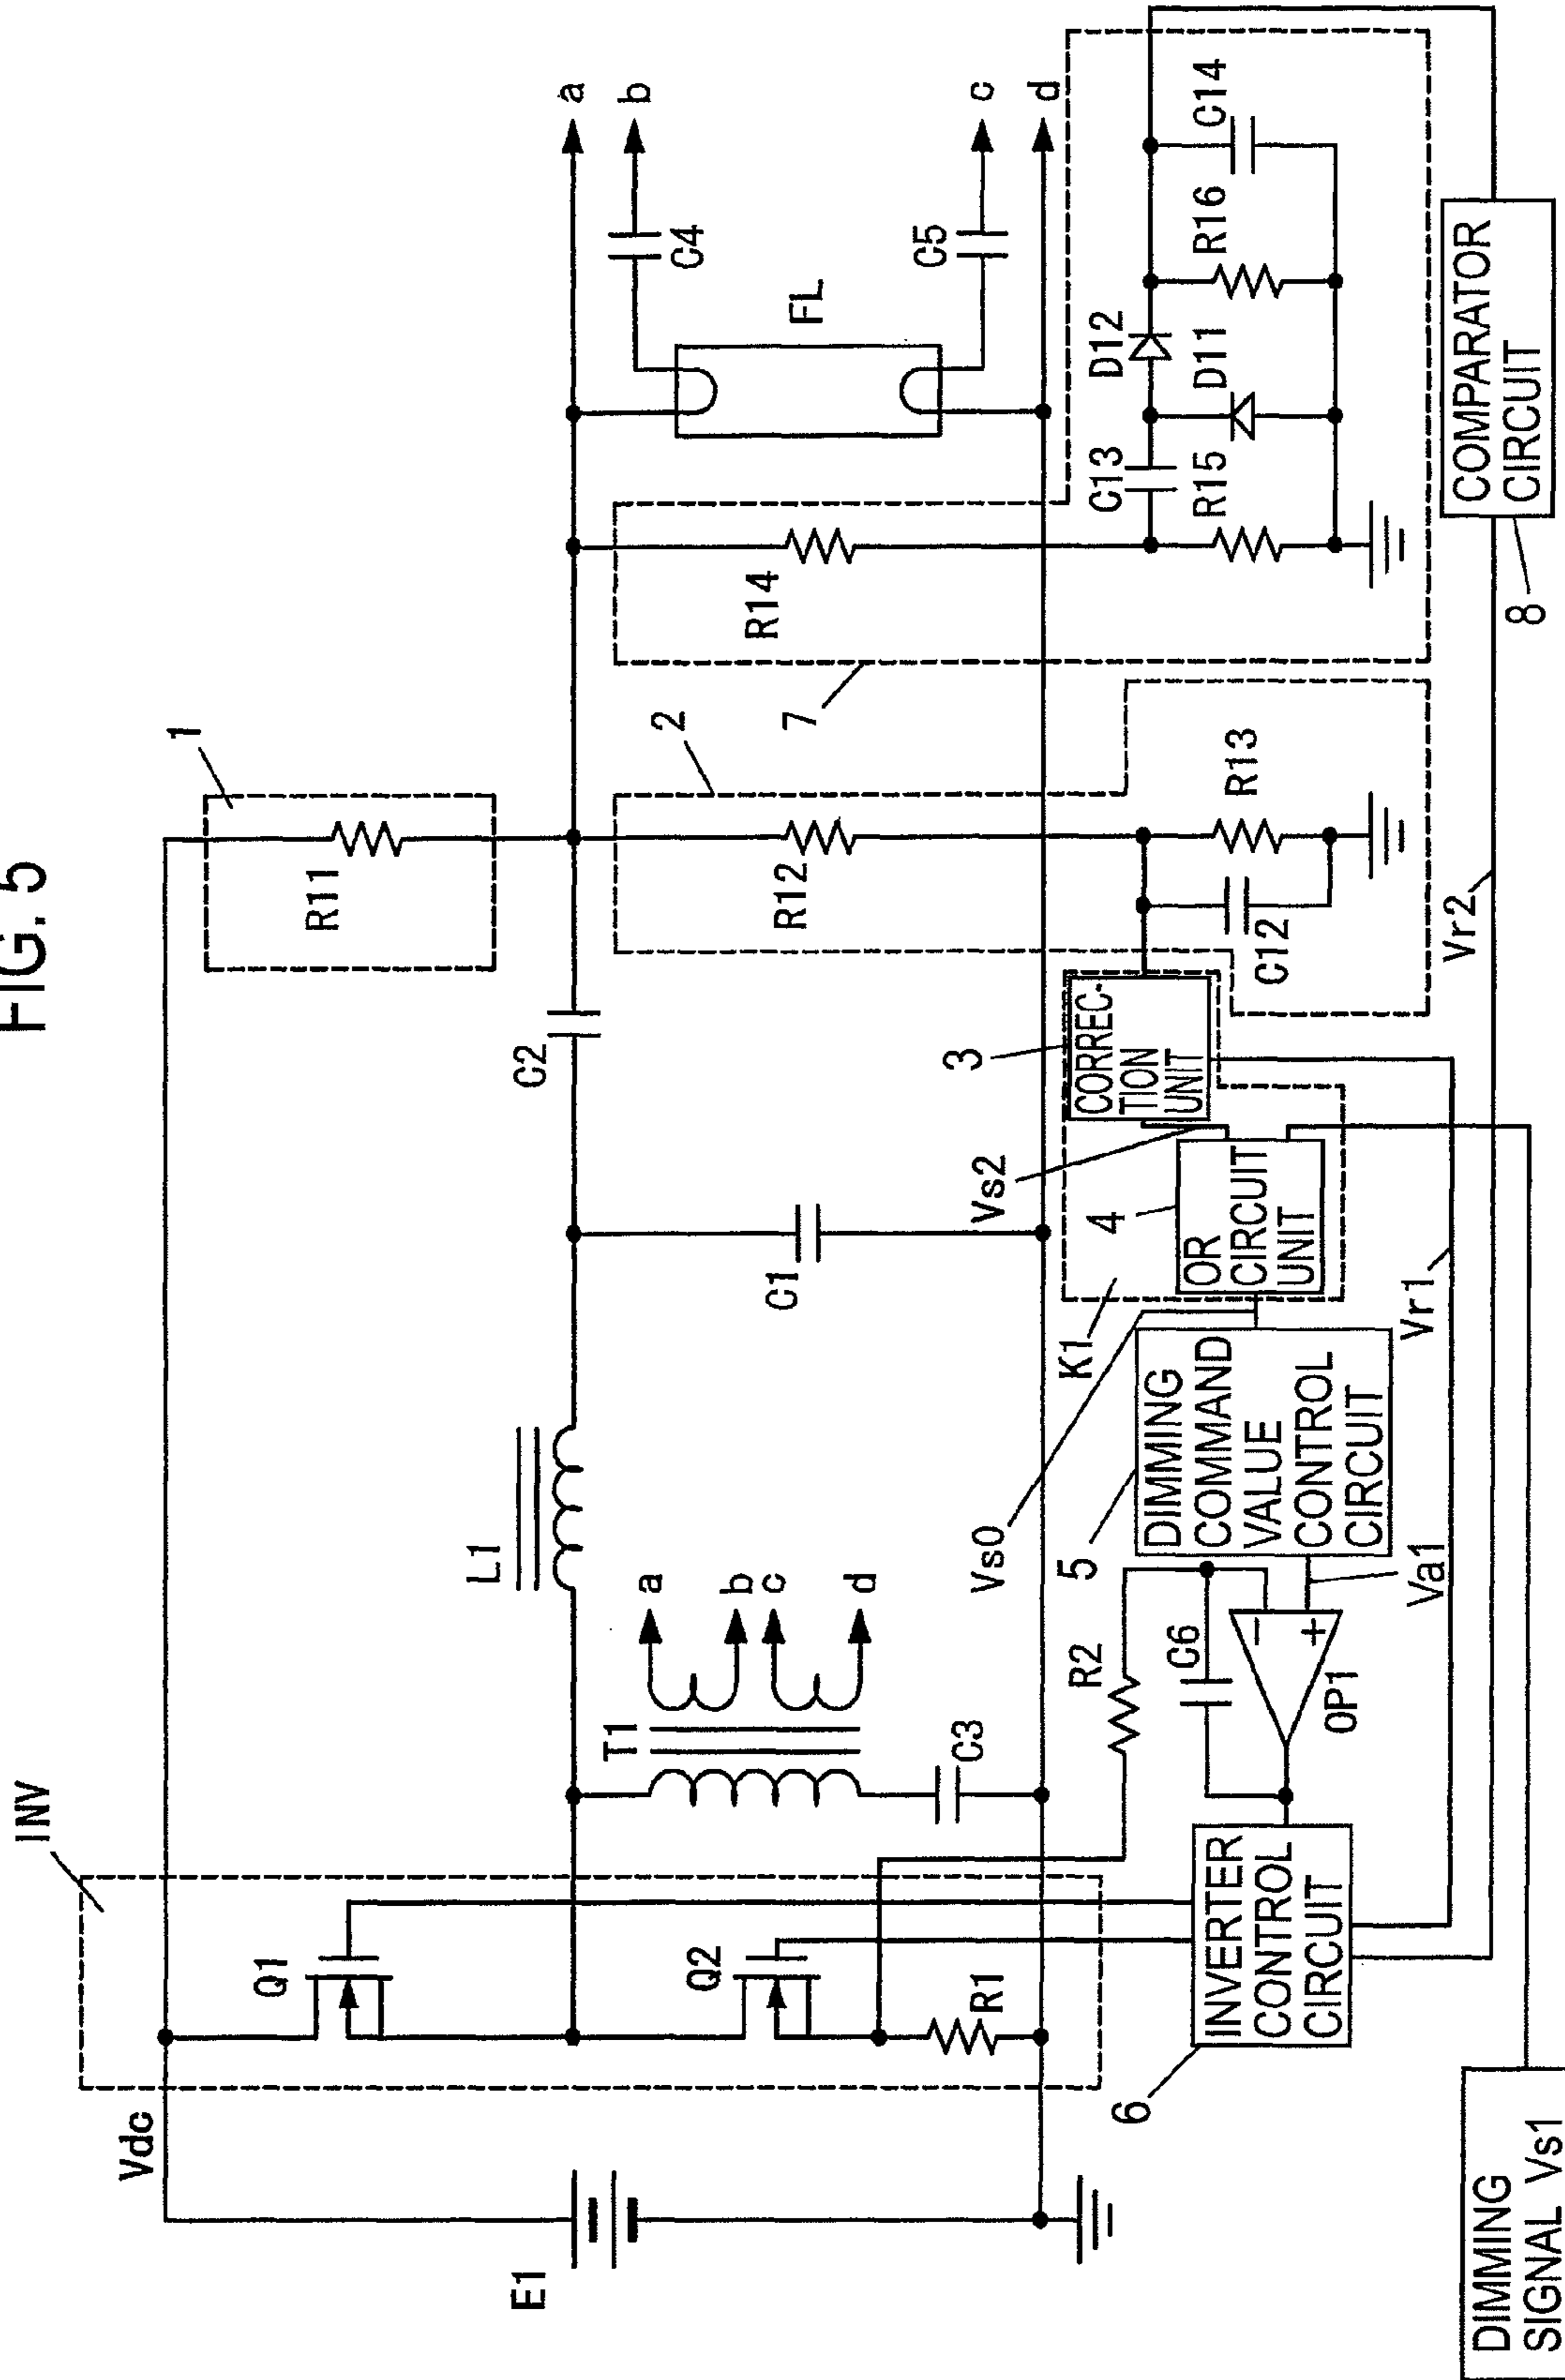 FIG. 5
INV
1
Vdc
R11
a
b
Q1
L1
C2
2
7
C4
E1
T1
a
b
c
d
C1
R12
R14
FL
Q2
C3
C5
c
d
R1
Vs0
Vs2
3
CORREC-
TION
UNIT
R2
5
K1
4
OR
CIRCUIT
UNIT
C12
R13
C13
D12
R15
D11
R16
C14
6
INVERTER
CONTROL
CIRCUIT
C6
−
+
OP1
DIMMING
COMMAND
VALUE
CONTROL
CIRCUIT
Va1
Vr1
Vr2
COMPARATOR
CIRCUIT
8
DIMMING
SIGNAL Vs1